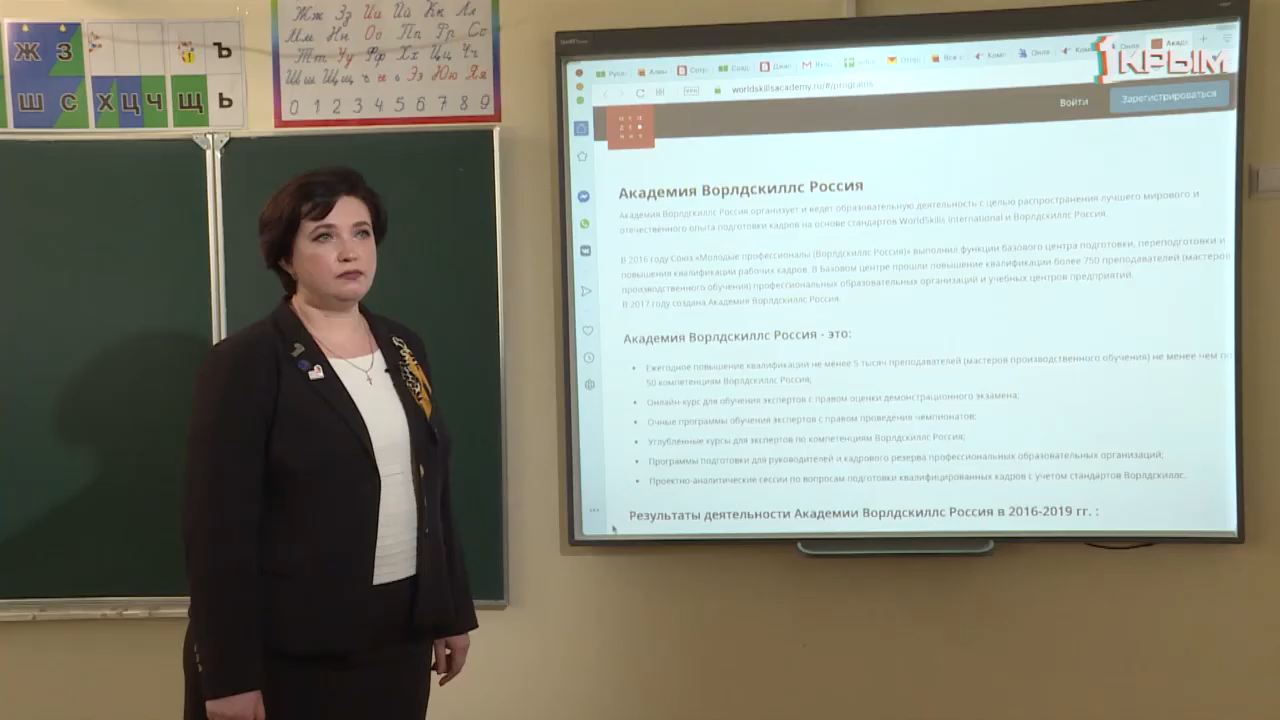 Ж З
Ъ
Ш С Х Ц Ч Щ Ь
Жж Зз Ии Йй Кк Лл
Мм Нн Оо Пп Рр Сс
Тт Уу Фф Хх Цц Чч
Шш Щщ ъ ы ь Ээ Юю Яя
0 1 2 3 4 5 6 7 8 9
1 КРЫМ
worldskillsacademy.ru/#/programs
Войти
Зарегистрироваться
Академия Ворлдскиллс Россия
Академия Ворлдскиллс Россия организует и ведет образовательную деятельность с целью распространения лучшего мирового и
отечественного опыта подготовки кадров на основе стандартов WorldSkills International и Ворлдскиллс Россия.
В 2016 году Союз «Молодые профессионалы (Ворлдскиллс Россия)» выполнил функции базового центра подготовки, переподготовки и
повышения квалификации рабочих кадров. В Базовом центре прошли повышение квалификации более 750 преподавателей (мастеров
производственного обучения) профессиональных образовательных организаций и учебных центров предприятий.
В 2017 году создана Академия Ворлдскиллс Россия.
Академия Ворлдскиллс Россия - это:
Ежегодное повышение квалификации не менее 5 тысяч преподавателей (мастеров производственного обучения) не менее чем по
50 компетенциям Ворлдскиллс Россия;
Онлайн-курс для обучения экспертов с правом оценки демонстрационного экзамена;
Очные программы обучения экспертов с правом проведения чемпионатов;
Углубленные курсы для экспертов по компетенциям Ворлдскиллс Россия;
Программы подготовки для руководителей и кадрового резерва профессиональных образовательных организаций;
Проектно-аналитические сессии по вопросам подготовки квалифицированных кадров с учетом стандартов Ворлдскиллс.
Результаты деятельности Академии Ворлдскиллс Россия в 2016-2019 гг. :